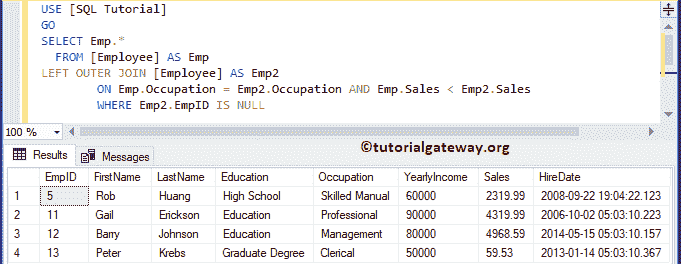 USE [SQL Tutorial]
GO
SELECT Emp.*
FROM [Employee] AS Emp
LEFT OUTER JOIN [Employee] AS Emp2
ON Emp.Occupation = Emp2.Occupation AND Emp.Sales < Emp2.Sales
WHERE Emp2.EmpID IS NULL
100 %
©tutorialgateway.org
Results Messages
EmpID FirstName LastName Education Occupation YearlyIncome Sales HireDate
1 5 Rob Huang High School Skilled Manual 60000 2319.99 2008-09-22 19:04:22.123
2 11 Gail Erickson Education Professional 90000 4319.99 2006-10-02 05:03:10.223
3 12 Barry Johnson Education Management 80000 4968.59 2014-05-15 05:03:10.157
4 13 Peter Krebs Graduate Degree Clerical 50000 59.53 2013-01-14 05:03:10.367